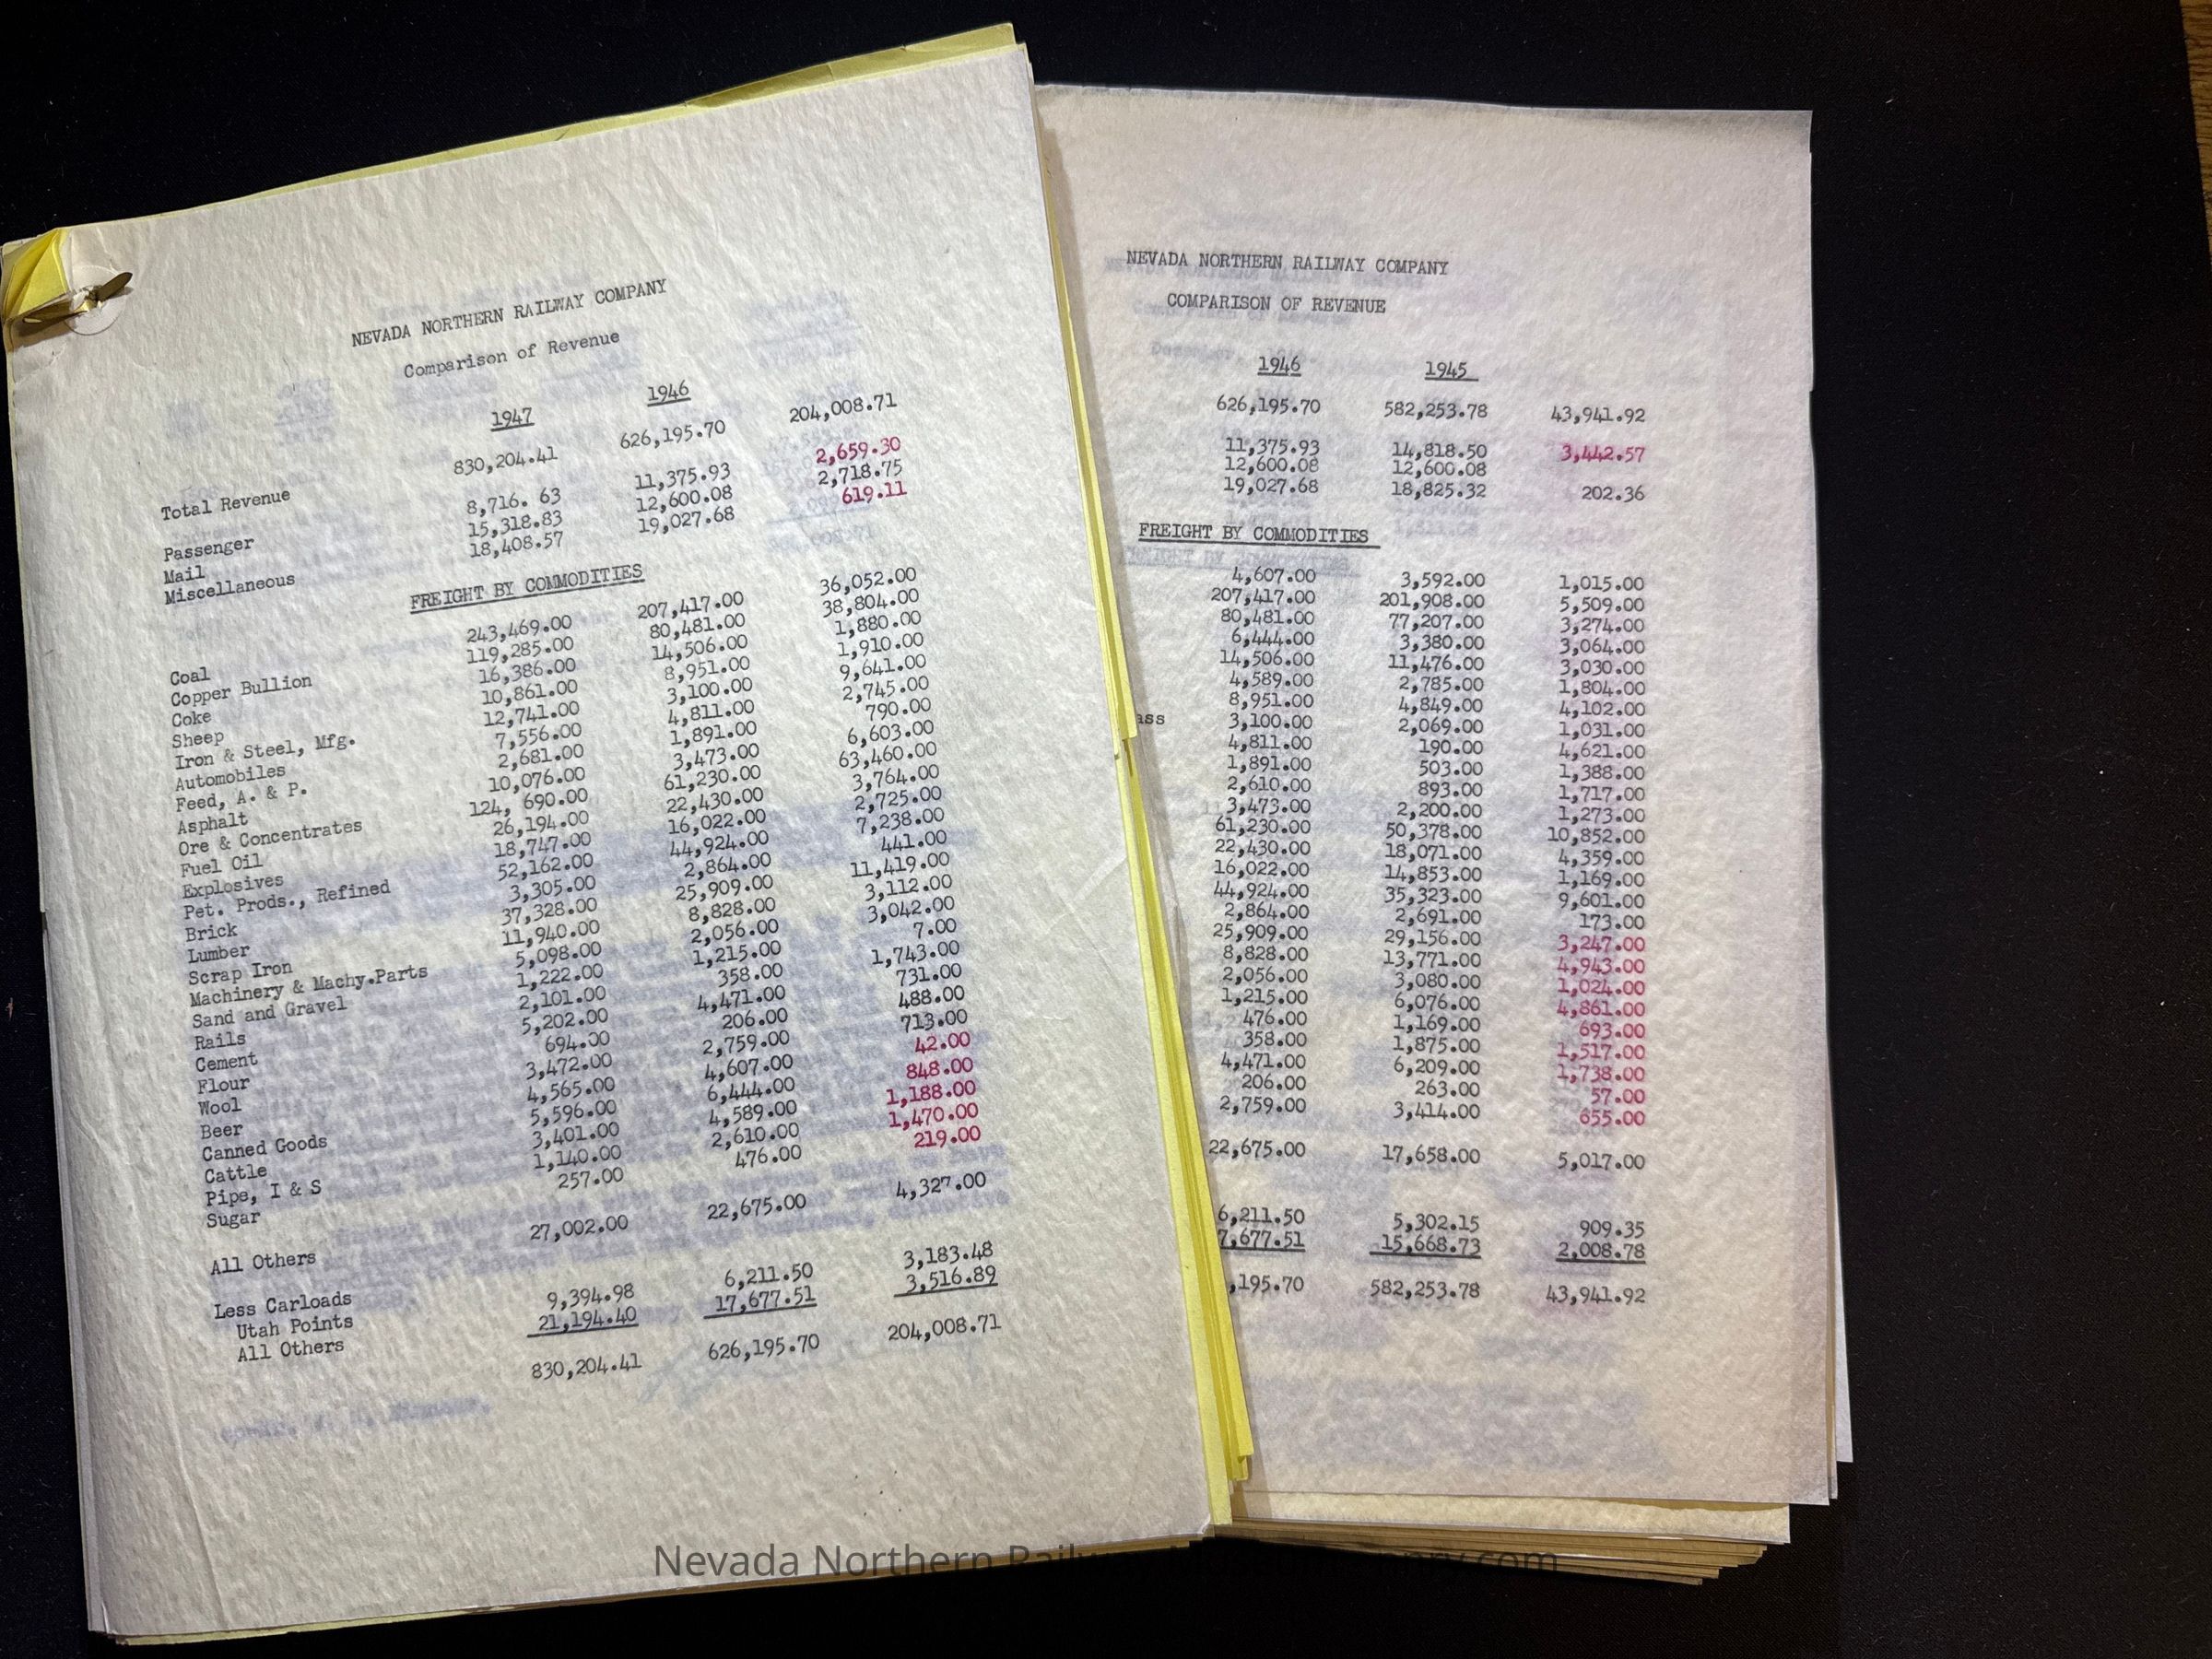 NEVADA NORTHERN RAILWAY COMPANY
Comparison of Revenue
1947 1946
Total Revenue 830,204.41 626,195.70 204,008.71
Passenger 8,716. 63 11,375.93 2,659.30
Mail 15,318.83 12,600.08 2,718.75
Miscellaneous 18,408.57 19,027.68 619.11
FREIGHT BY COMMODITIES
Coal 243,469.00 207,417.00 36,052.00
Copper Bullion 119,285.00 80,481.00 38,804.00
Coke 16,386.00 14,506.00 1,880.00
Sheep 10,861.00 8,951.00 1,910.00
Iron & Steel, Mfg. 12,741.00 3,100.00 9,641.00
Automobiles 7,556.00 4,811.00 2,745.00
Feed, A. & P. 2,681.00 1,891.00 790.00
Asphalt 10,076.00 3,473.00 6,603.00
Ore & Concentrates 124, 690.00 61,230.00 63,460.00
Fuel Oil 26,194.00 22,430.00 3,764.00
Explosives 18,747.00 16,022.00 2,725.00
Pet. Prods., Refined 52,162.00 44,924.00 7,238.00
Brick 3,305.00 2,864.00 441.00
Lumber 37,328.00 25,909.00 11,419.00
Scrap Iron 11,940.00 8,828.00 3,112.00
Machinery & Machy.Parts 5,098.00 2,056.00 3,042.00
Sand and Gravel 1,222.00 1,215.00 7.00
Rails 2,101.00 358.00 1,743.00
Cement 5,202.00 4,471.00 731.00
Flour 694.00 206.00 488.00
Wool 3,472.00 2,759.00 713.00
Beer 4,565.00 4,607.00 42.00
Canned Goods 5,596.00 6,444.00 848.00
Cattle 3,401.00 4,589.00 1,188.00
Pipe, I & S 1,140.00 2,610.00 1,470.00
Sugar 257.00 476.00 219.00
All Others 27,002.00 22,675.00 4,327.00
Less Carloads
Utah Points 9,394.98 6,211.50 3,183.48
All Others 21,194.40 17,677.51 3,516.89
830,204.41 626,195.70 204,008.71
NEVADA NORTHERN RAILWAY COMPANY
COMPARISON OF REVENUE
1946 1945
626,195.70 582,253.78 43,941.92
11,375.93 14,818.50 3,442.57
12,600.08 12,600.08
19,027.68 18,825.32 202.36
FREIGHT BY COMMODITIES
4,607.00 3,592.00 1,015.00
207,417.00 201,908.00 5,509.00
80,481.00 77,207.00 3,274.00
6,444.00 3,380.00 3,064.00
14,506.00 11,476.00 3,030.00
4,589.00 2,785.00 1,804.00
8,951.00 4,849.00 4,102.00
ass 3,100.00 2,069.00 1,031.00
4,811.00 190.00 4,621.00
1,891.00 503.00 1,388.00
2,610.00 893.00 1,717.00
3,473.00 2,200.00 1,273.00
61,230.00 50,378.00 10,852.00
22,430.00 18,071.00 4,359.00
16,022.00 14,853.00 1,169.00
44,924.00 35,323.00 9,601.00
2,864.00 2,691.00 173.00
25,909.00 29,156.00 3,247.00
8,828.00 13,771.00 4,943.00
2,056.00 3,080.00 1,024.00
1,215.00 6,076.00 4,861.00
476.00 1,169.00 693.00
358.00 1,875.00 1,517.00
4,471.00 6,209.00 1,738.00
206.00 263.00 57.00
2,759.00 3,414.00 655.00
22,675.00 17,658.00 5,017.00
6,211.50 5,302.15 909.35
7,677.51 15,668.73 2,008.78
,195.70 582,253.78 43,941.92
Nevada Northern